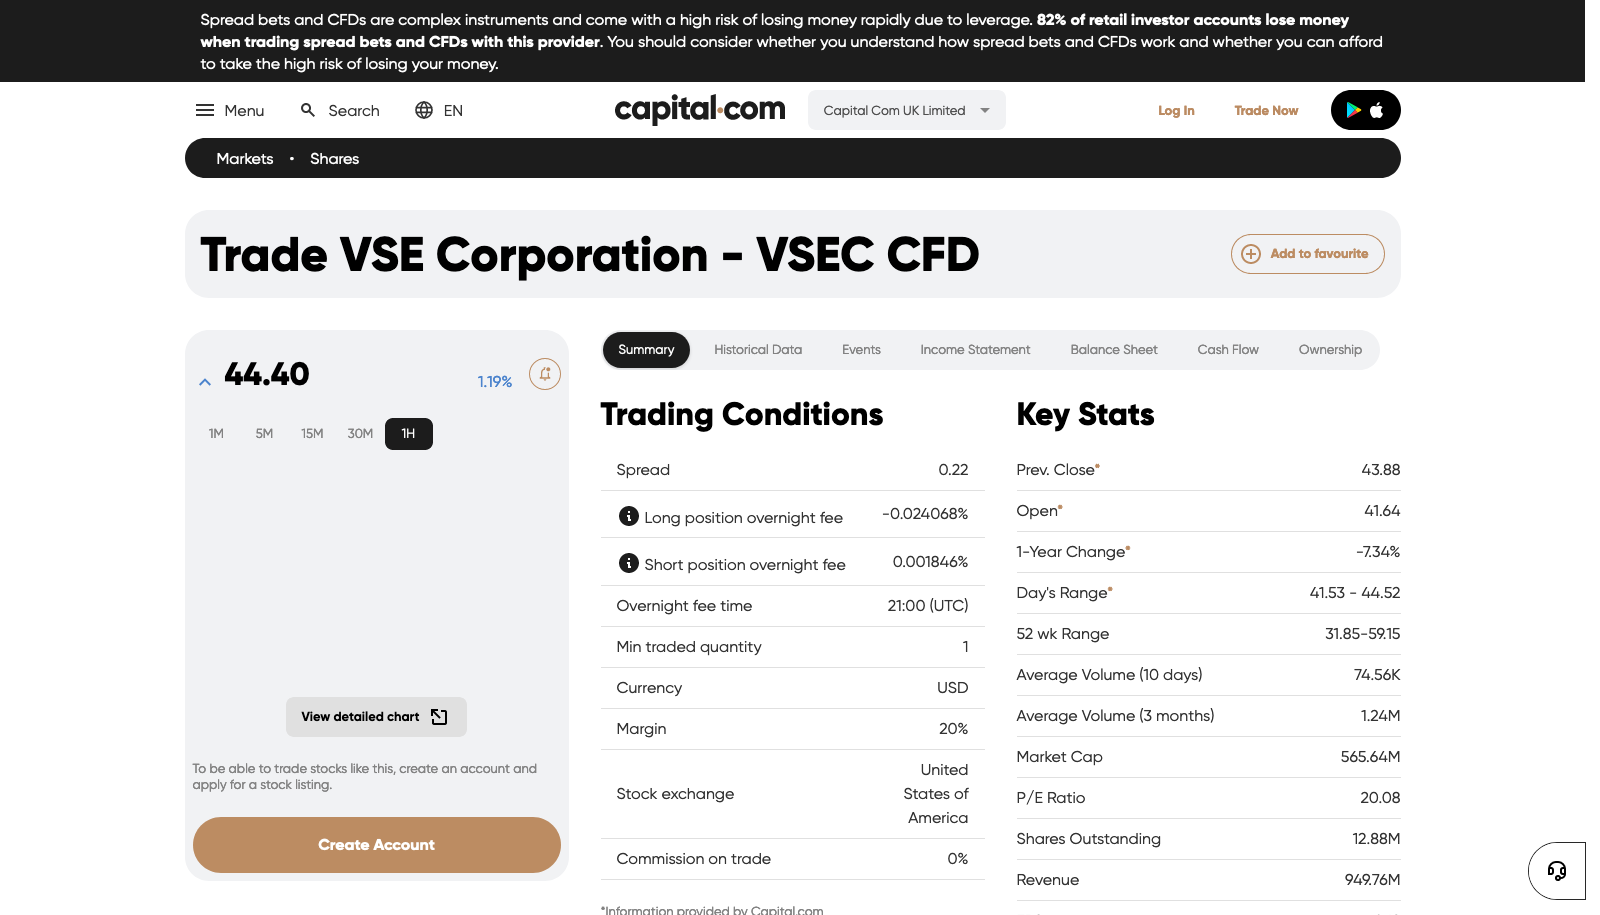 Spread bets and CFDs are complex instruments and come with a high risk of losing money rapidly due to leverage. 82% of retail investor accounts lose money
when trading spread bets and CFDs with this provider. You should consider whether you understand how spread bets and CFDs work and whether you can afford
to take the high risk of losing your money.
Menu
Search
EN
capital.com
Capital Com UK Limited
Log In
Trade Now
Markets • Shares
Trade VSE Corporation - VSEC CFD
Add to favourite
44.40
1.19%
1M 5M 15M 30M 1H
View detailed chart
To be able to trade stocks like this, create an account and
apply for a stock listing.
Create Account
Summary Historical Data Events Income Statement Balance Sheet Cash Flow Ownership
Trading Conditions
Spread 0.22
Long position overnight fee -0.024068%
Short position overnight fee 0.001846%
Overnight fee time 21:00 (UTC)
Min traded quantity 1
Currency USD
Margin 20%
Stock exchange United
States of
America
Commission on trade 0%
*Information provided by Capital.com
Key Stats
Prev. Close* 43.88
Open* 41.64
1-Year Change* -7.34%
Day's Range* 41.53 - 44.52
52 wk Range 31.85-59.15
Average Volume (10 days) 74.56K
Average Volume (3 months) 1.24M
Market Cap 565.64M
P/E Ratio 20.08
Shares Outstanding 12.88M
Revenue 949.76M